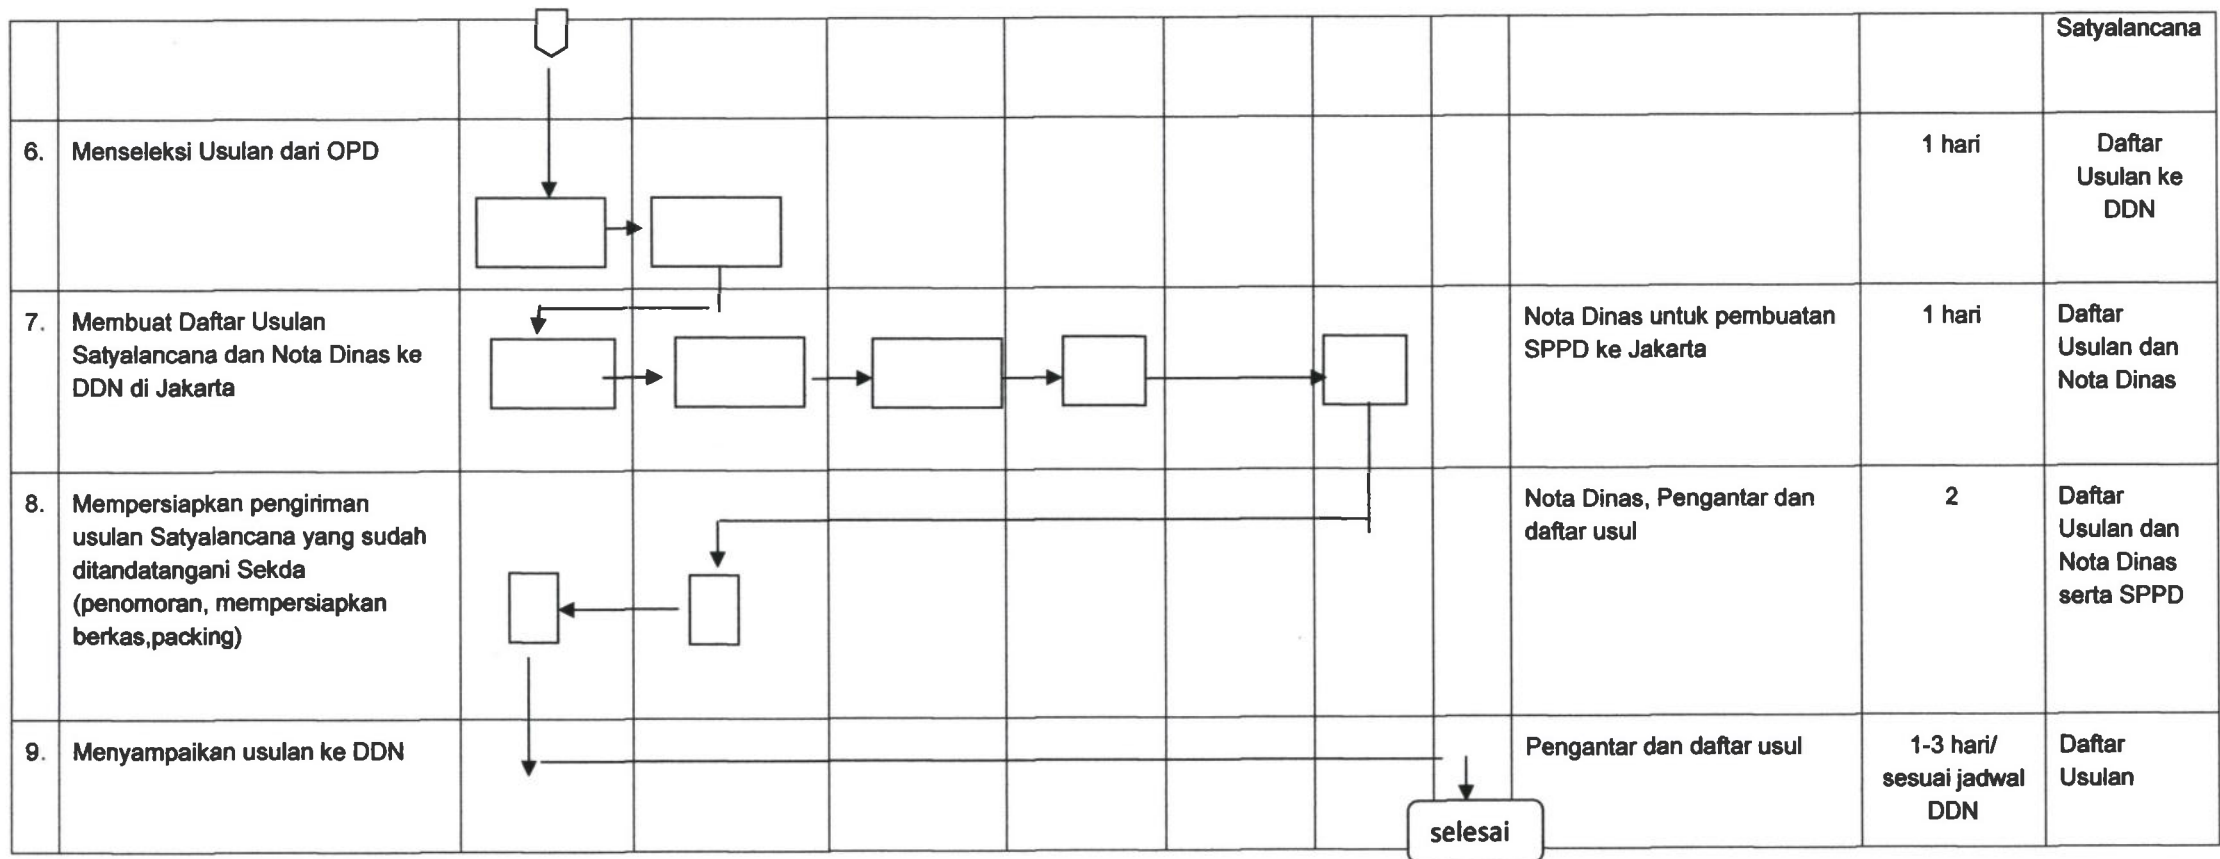 Satyalancana
6.
Menseleksi Usulan dari OPD
1 hari
Daftar
Usulan ke
DDN
7.
Membuat Daftar Usulan
Satyalancana dan Nota Dinas ke
DDN di Jakarta
Nota Dinas untuk pembuatan
SPPD ke Jakarta
1 hari
Daftar
Usulan dan
Nota Dinas
8.
Mempersiapkan pengiriman
usulan Satyalancana yang sudah
ditandatangani Sekda
(penomoran, mempersiapkan
berkas,packing)
Nota Dinas, Pengantar dan
daftar usul
2
Daftar
Usulan dan
Nota Dinas
serta SPPD
9.
Menyampaikan usulan ke DDN
selesai
Pengantar dan daftar usul
1-3 hari/
sesuai jadwal
DDN
Daftar
Usulan